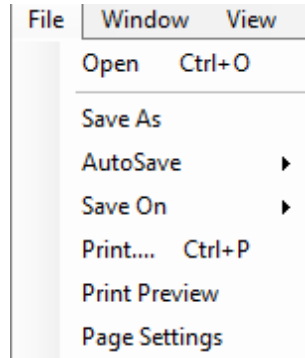 File Window View
Open Ctrl+O
Save As
AutoSave
Save On
Print.... Ctrl+P
Print Preview
Page Settings